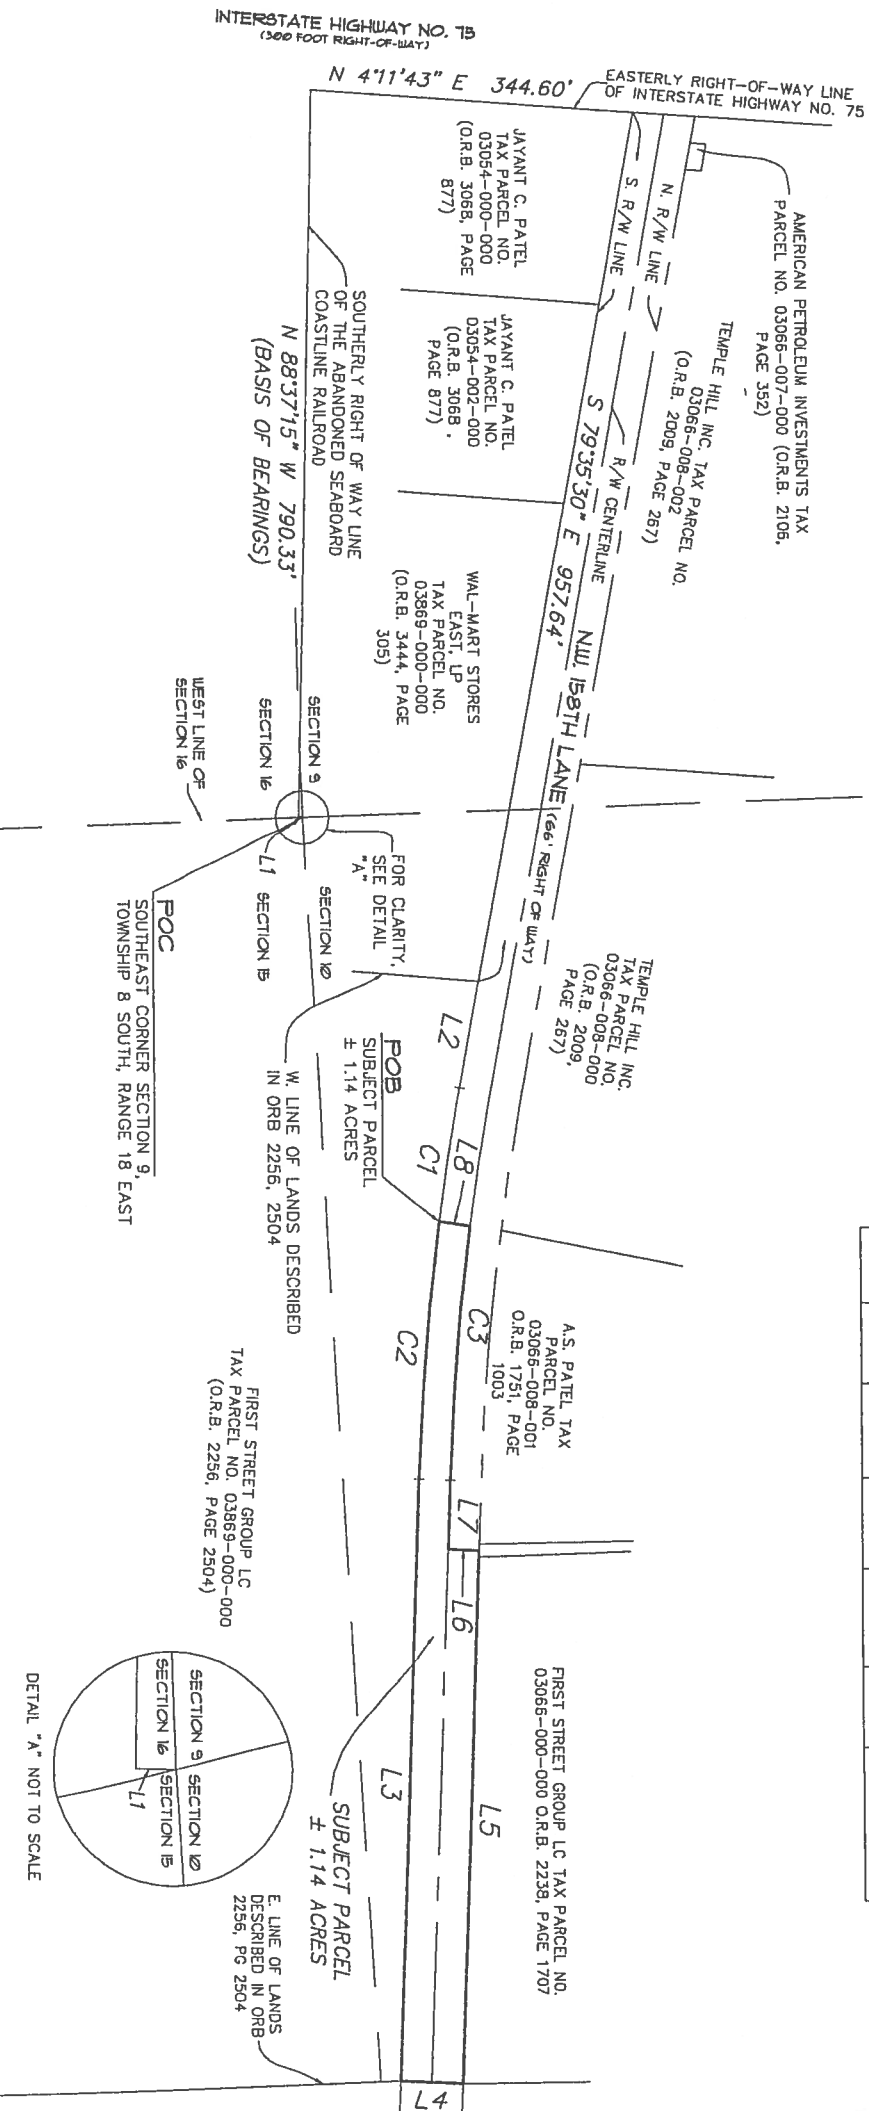 INTERSTATE HIGHWAY NO. 75
(300 FOOT RIGHT-OF-WAY)
N 4°11'43" E 344.60'
EASTERLY RIGHT-OF-WAY LINE
OF INTERSTATE HIGHWAY NO. 75
AMERICAN PETROLEUM INVESTMENTS TAX
PARCEL NO. 03066-007-000 (O.R.B. 2106,
PAGE 352)
JAYANT C. PATEL
TAX PARCEL NO.
03054-000-000
(O.R.B. 3068, PAGE
877)
S. R/W LINE
N. R/W LINE
TEMPLE HILL INC. TAX PARCEL NO.
03066-008-002
(O.R.B. 2009, PAGE 267)
JAYANT C. PATEL
TAX PARCEL NO.
03054-002-000
(O.R.B. 3068 ,
PAGE 877)
SOUTHERLY RIGHT OF WAY LINE
OF THE ABANDONED SEABOARD
COASTLINE RAILROAD
N 88°37'15" W 790.33'
(BASIS OF BEARINGS)
R/W CENTERLINE
S 79°35'30" E 957.64'
N.W. 158TH LANE (66' RIGHT OF WAY)
WAL-MART STORES
EAST, LP
TAX PARCEL NO.
03869-000-000
(O.R.B. 3444, PAGE
305)
WEST LINE OF
SECTION 16
SECTION 9
SECTION 16
L1
SECTION 10
SECTION 15
FOR CLARITY,
SEE DETAIL
"A"
POC
SOUTHEAST CORNER SECTION 9,
TOWNSHIP 8 SOUTH, RANGE 18 EAST
TEMPLE HILL INC.
TAX PARCEL NO.
03066-008-000
(O.R.B. 2009,
PAGE 267)
L2
POB
SUBJECT PARCEL
± 1.14 ACRES
C1
L8
W. LINE OF LANDS DESCRIBED
IN ORB 2256, 2504
C2
C3
A.S. PATEL TAX
PARCEL NO.
03066-008-001
O.R.B. 1751, PAGE
1003
FIRST STREET GROUP LC
TAX PARCEL NO. 03869-000-000
(O.R.B. 2256, PAGE 2504)
L7
L6
FIRST STREET GROUP LC TAX PARCEL NO.
03066-000-000 O.R.B. 2238, PAGE 1707
L3
L5
SUBJECT PARCEL
± 1.14 ACRES
SECTION 9
SECTION 10
SECTION 16
SECTION 15
L1
DETAIL "A" NOT TO SCALE
E. LINE OF LANDS
DESCRIBED IN ORB
2256, PG 2504
L4